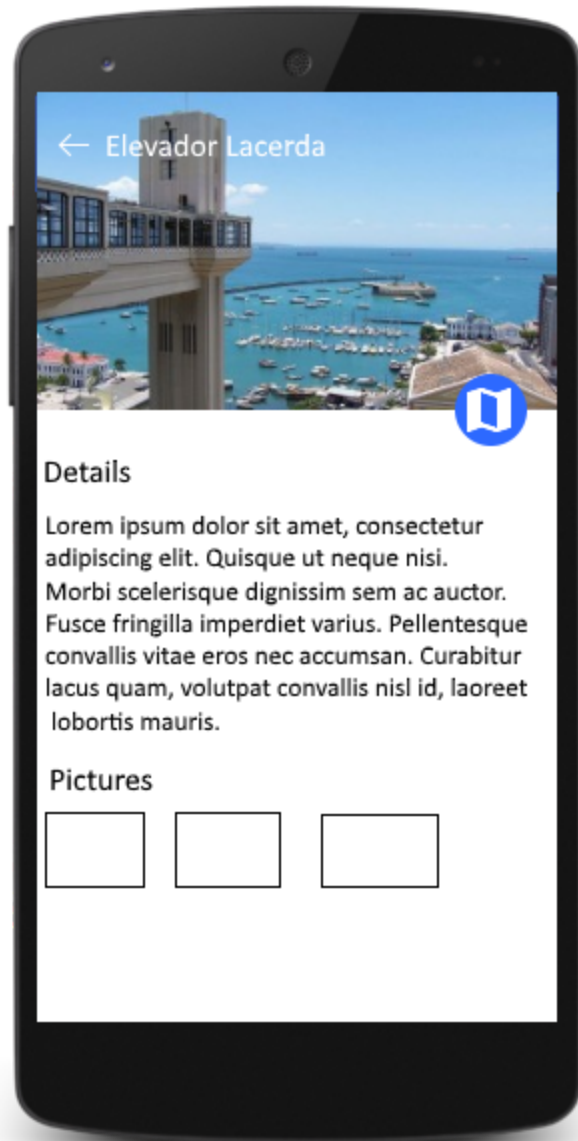 Elevador Lacerda
Details
Lorem ipsum dolor sit amet, consectetur
adipiscing elit. Quisque ut neque nisi.
Morbi scelerisque dignissim sem ac auctor.
Fusce fringilla imperdiet varius. Pellentesque
convallis vitae eros nec accumsan. Curabitur
lacus quam, volutpat convallis nisl id, laoreet
lobortis mauris.
Pictures